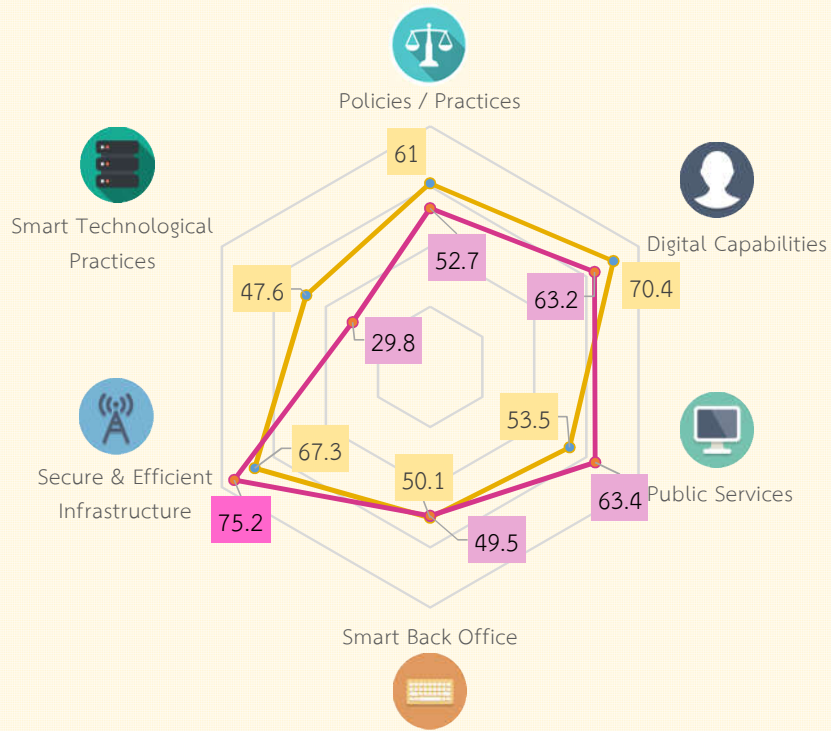 Policies / Practices
61
Smart Technological
Practices
Digital Capabilities
52.7
63.2
70.4
47.6
29.8
53.5
67.3
Secure & Efficient
Infrastructure
50.1
75.2
49.5
63.4
Public Services
Smart Back Office